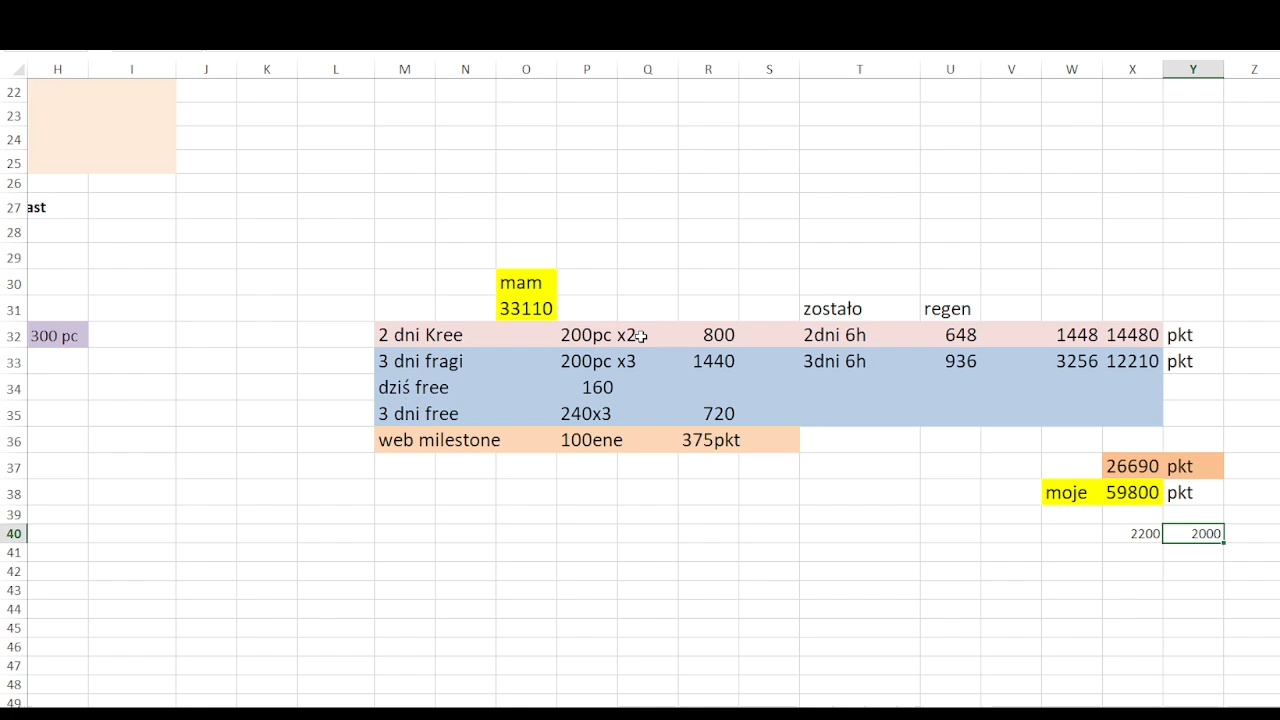 H I J K L M N O P Q R S T U V W X Y Z
22
23
24
25
26
27 ast
28
29
30 mam
31 33110 zostało regen
32 300 pc 2 dni Kree 200pc x2 800 2dni 6h 648 1448 14480 pkt
33 3 dni fragi 200pc x3 1440 3dni 6h 936 3256 12210 pkt
34 dziś free 160
35 3 dni free 240x3 720
36 web milestone 100ene 375pkt
37 26690 pkt
38 moje 59800 pkt
39
40 2200 2000
41
42
43
44
45
46
47
48
49